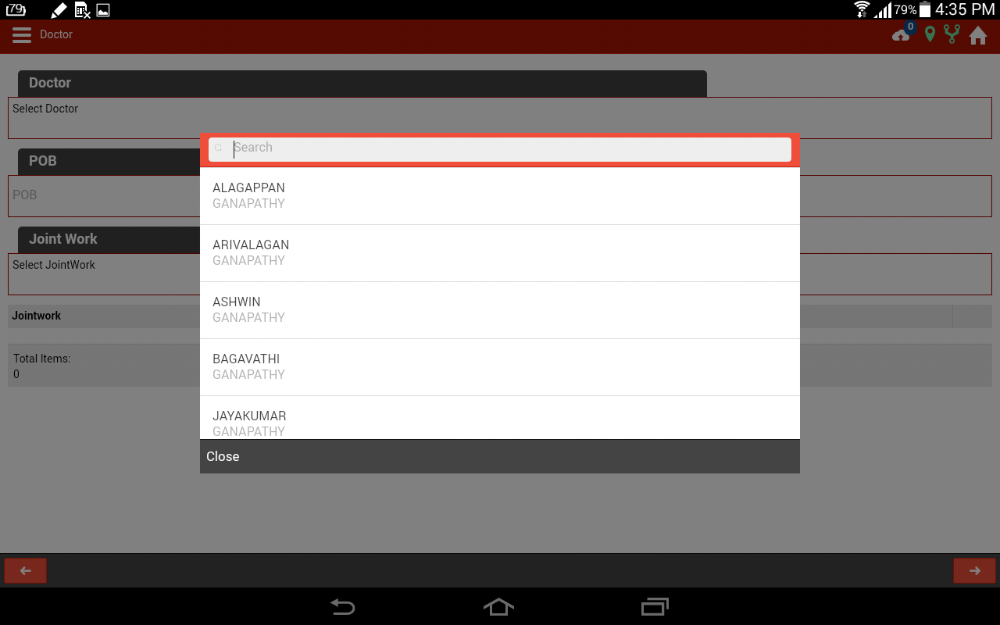 79
79%
4:35 PM
Doctor
0
Doctor
Select Doctor
POB
POB
Joint Work
Select JointWork
Jointwork
Total Items:
0
Search
ALAGAPPAN
GANAPATHY
ARIVALAGAN
GANAPATHY
ASHWIN
GANAPATHY
BAGAVATHI
GANAPATHY
JAYAKUMAR
GANAPATHY
Close